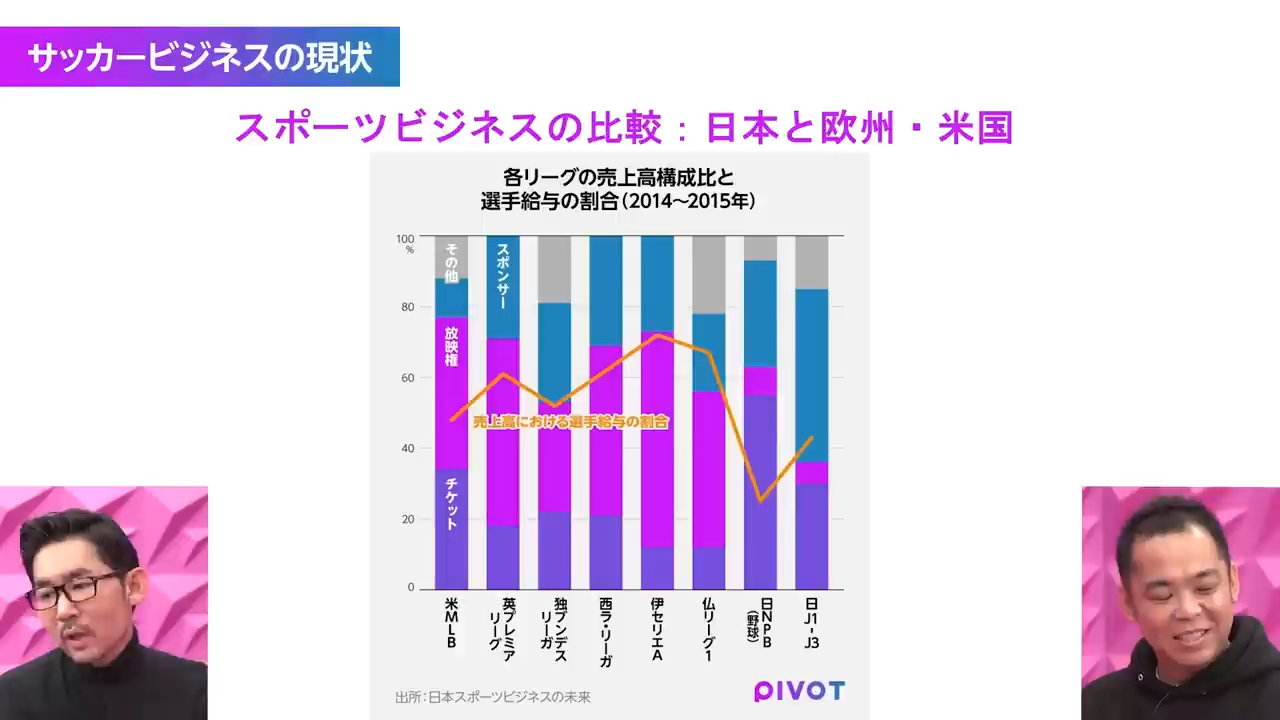 サッカービジネスの現状
スポーツビジネスの比較：日本と欧州・米国
各リーグの売上高構成比と
選手給与の割合（2014〜2015年）
100
%
80
60
40
20
0
その他
スポンサー
放映権
チケット
売上高における選手給与の割合
米MLB
英プレミア
リーグ
独ブンデス
リーガ
西ラ・リーガ
伊セリエA
仏リーグ1
日NPB
（野球）
日J1-J3
出所：日本スポーツビジネスの未来
PIVOT